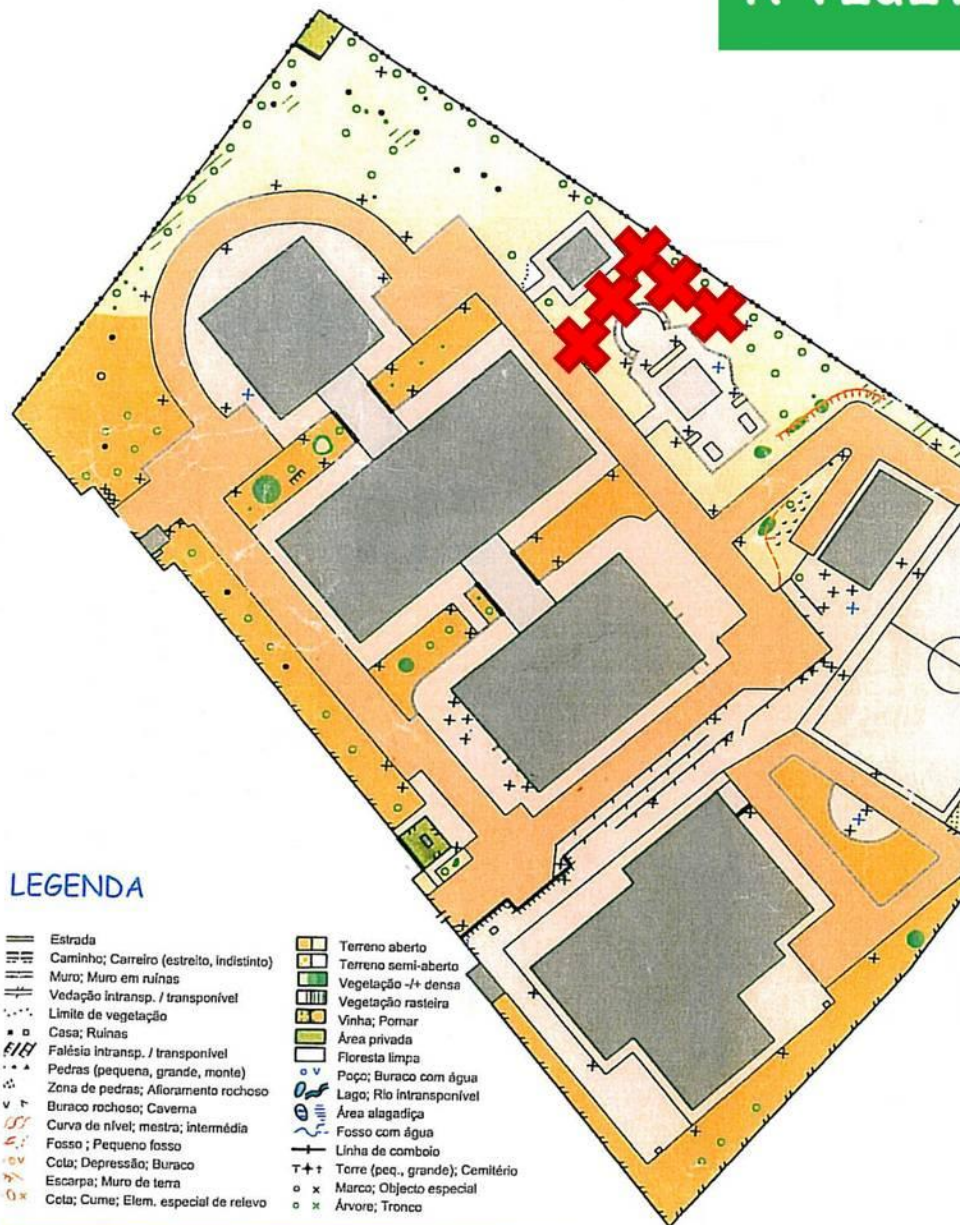 LEGENDA
Estrada
Caminho; Carreiro (estreito, indistinto)
Muro; Muro em ruínas
Vedação intransp. / transponível
Limite de vegetação
Casa; Ruínas
Falésia intransp. / transponível
Pedras (pequena, grande, monte)
Zona de pedras; Afloramento rochoso
Buraco rochoso; Caverna
Curva de nível; mestra; intermédia
Fosso ; Pequeno fosso
Cota; Depressão; Buraco
Escarpa; Muro de terra
Cota; Cume; Elem. especial de relevo
Terreno aberto
Terreno semi-aberto
Vegetação -/+ densa
Vegetação rasteira
Vinha; Pomar
Área privada
Floresta limpa
Poço; Buraco com água
Lago; Rio intransponível
Área alagadiça
Fosso com água
Linha de comboio
Torre (peq., grande); Cemitério
Marco; Objecto especial
Árvore; Tronco